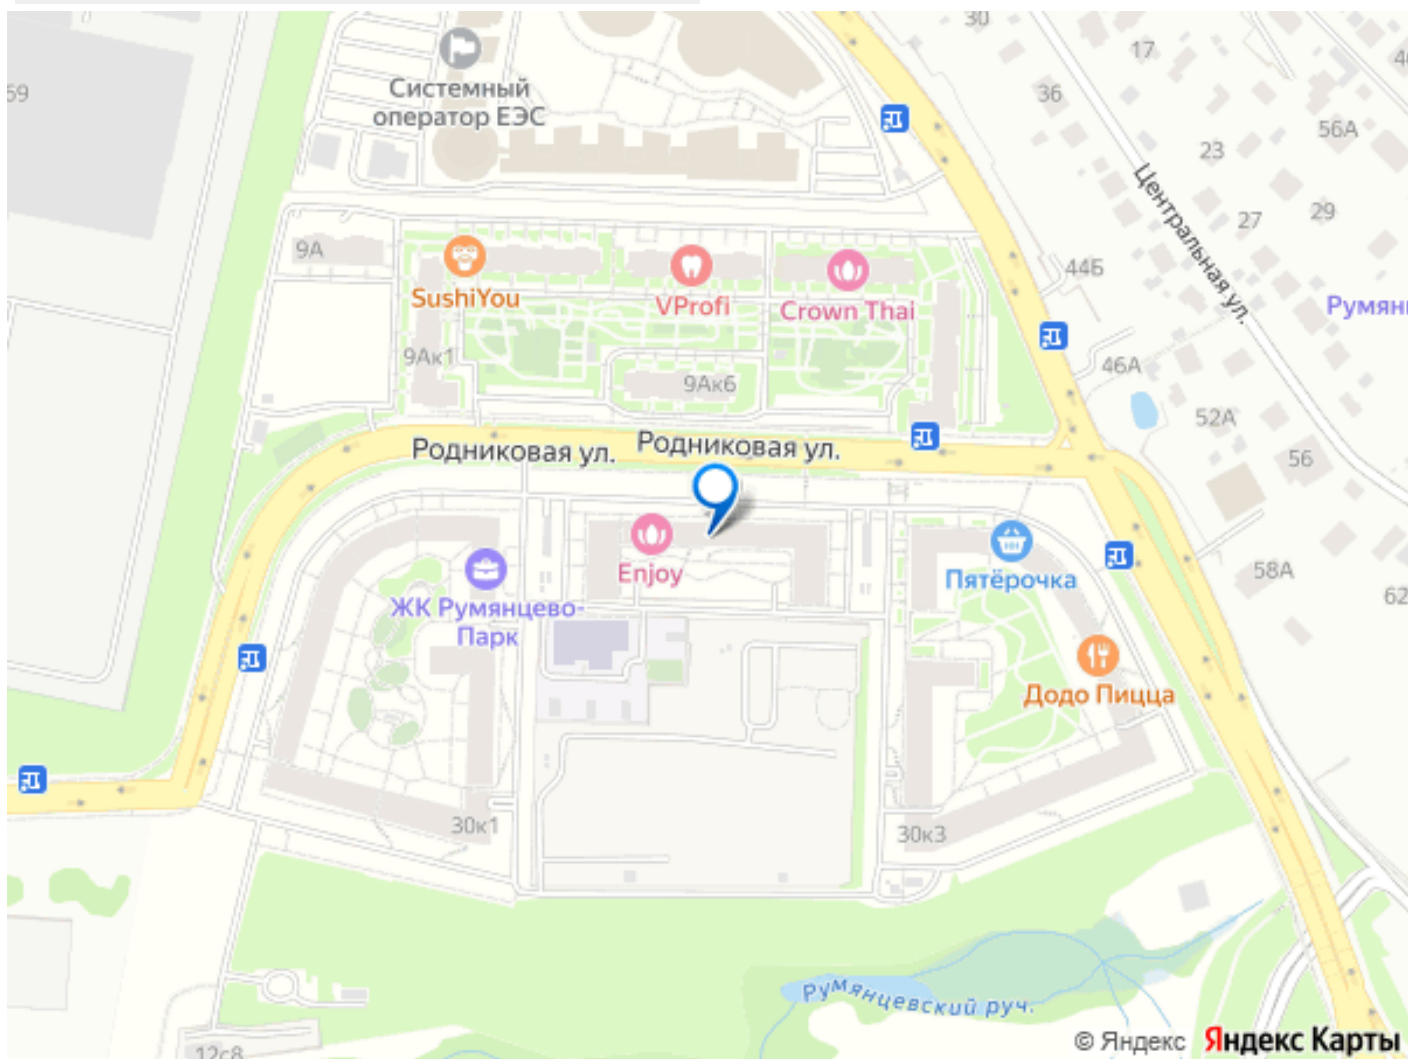 30
17
59
Системный
оператор ЕЭС
36
56А
23
Центральная ул.
27
29
9А
44Б
SushiYou
VProfi
Crown Thai
Румян
9Ак1
9Ак6
46А
52А
Родниковая ул.
Родниковая ул.
56
Enjoy
Пятёрочка
58А
62
ЖК Румянцево-
Парк
Додо Пицца
30к1
30к3
Румянцевский руч.
12с8
© Яндекс
Яндекс Карты